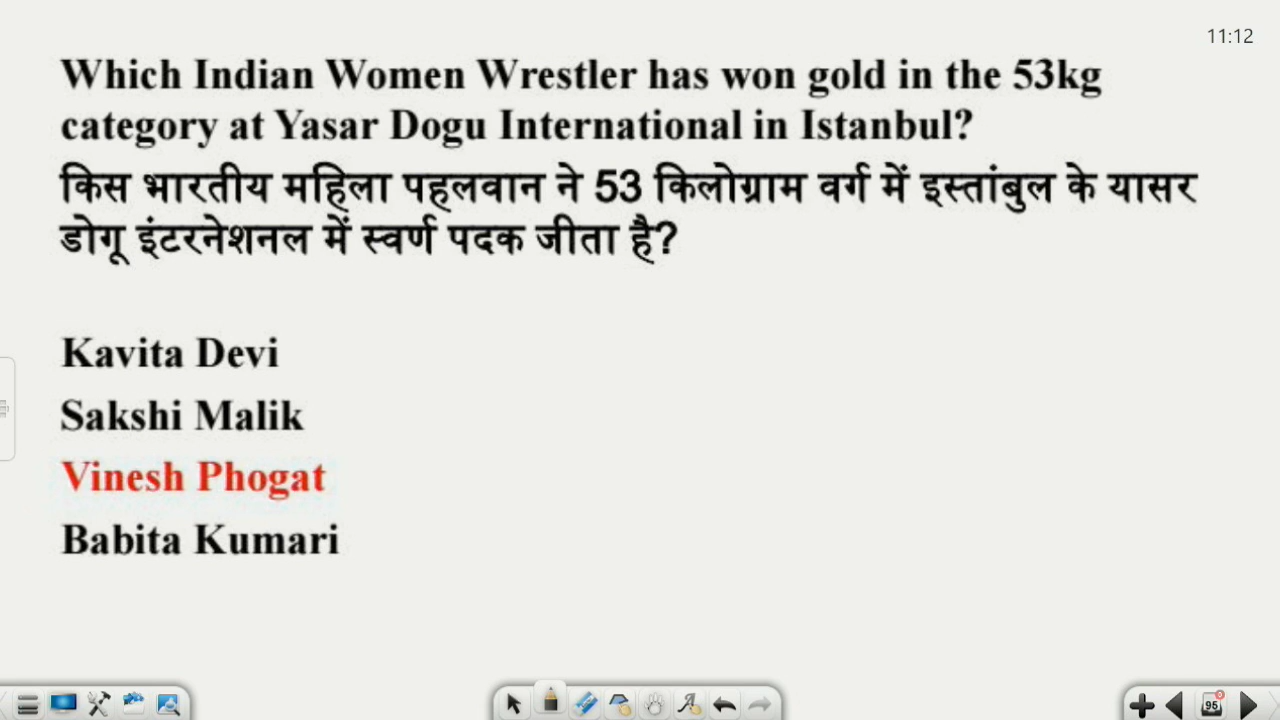 11:12
Which Indian Women Wrestler has won gold in the 53kg
category at Yasar Dogu International in Istanbul?
किस भारतीय महिला पहलवान ने 53 किलोग्राम वर्ग में इस्तांबुल के यासर
डोगू इंटरनेशनल में स्वर्ण पदक जीता है?
Kavita Devi
Sakshi Malik
Vinesh Phogat
Babita Kumari
95